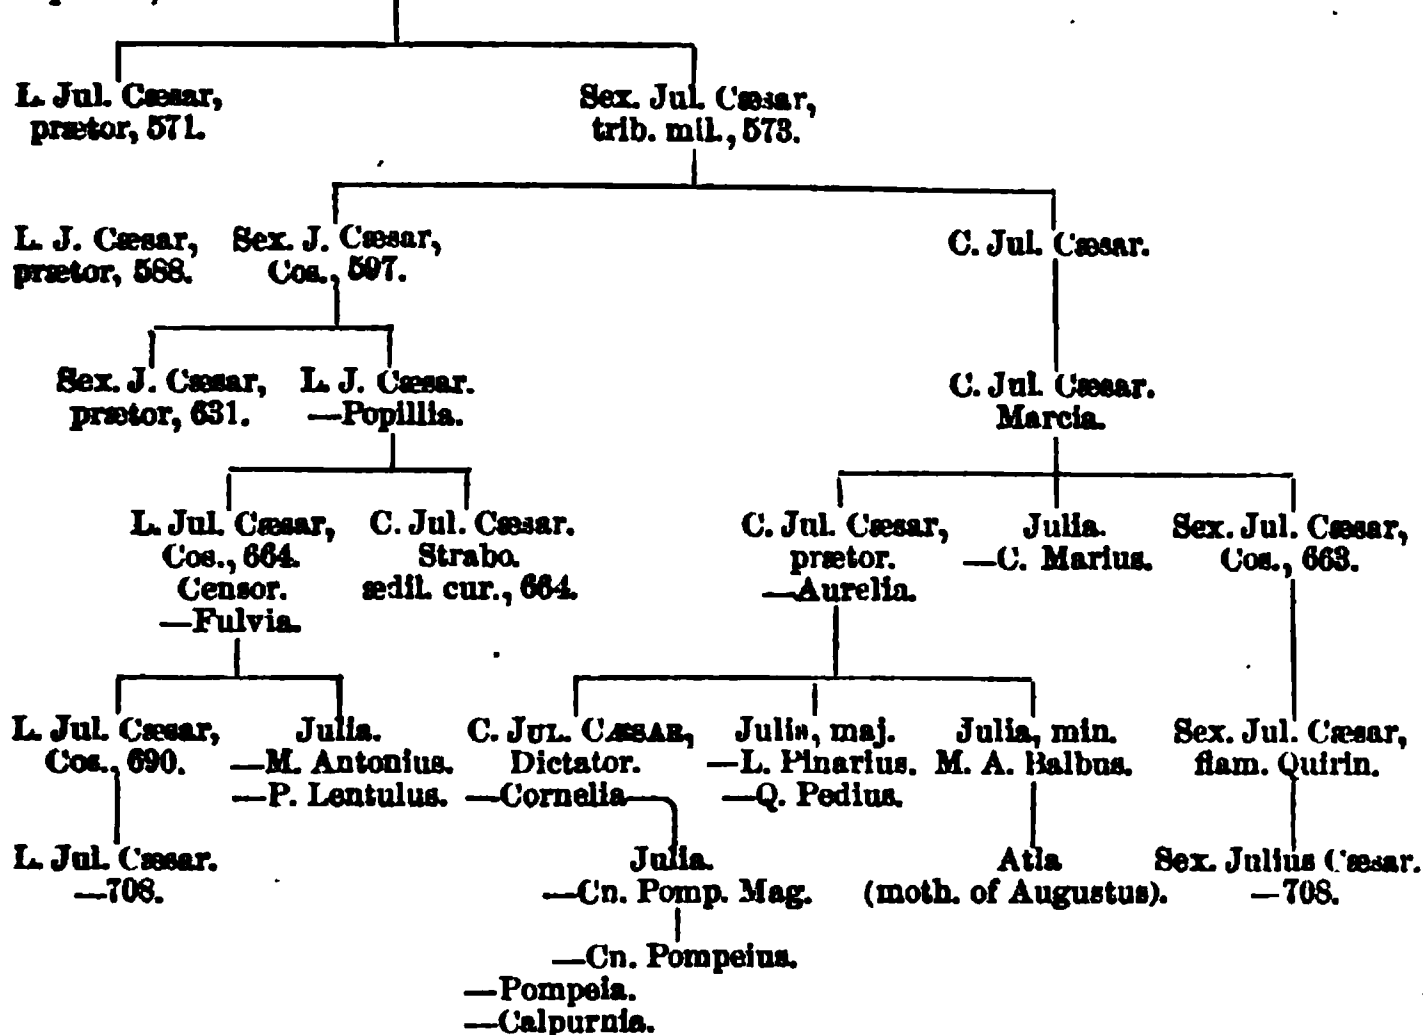 L. Jul. Cæsar,
prætor, 571.
Sex. Jul. Cæsar,
trib. mil., 573.
L. J. Cæsar,
prætor, 588.
Sex. J. Cæsar,
Cos., 597.
C. Jul. Cæsar.
Sex. J. Cæsar,
prætor, 631.
L. J. Cæsar.
—Popillia.
C. Jul. Cæsar.
Marcia.
L. Jul. Cæsar,
Cos., 664.
Censor.
—Fulvia.
C. Jul. Cæsar.
Strabo.
ædil. cur., 664.
C. Jul. Cæsar,
prætor.
—Aurelia.
Julia.
—C. Marius.
Sex. Jul. Cæsar,
Cos., 663.
L. Jul. Cæsar,
Cos., 690.
Julia.
—M. Antonius.
—P. Lentulus.
C. JUL. CÆSAR,
Dictator.
—Cornelia
Julia, maj.
—L. Pinarius.
—Q. Pedius.
Julia, min.
M. A. Balbus.
Sex. Jul. Cæsar,
flam. Quirin.
L. Jul. Cæsar.
—708.
Julia.
—Cn. Pomp. Mag.
Atia
(moth. of Augustus).
Sex. Julius Cæsar.
—708.
—Cn. Pompeius.
—Pompeia.
—Calpurnia.